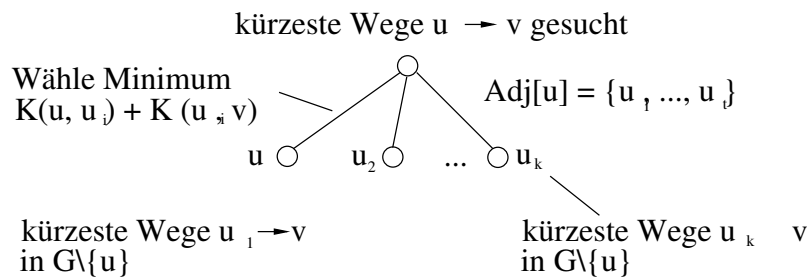 kürzeste Wege u → v gesucht
Wähle Minimum
K(u, u i) + K (u ,i v)
Adj[u] = {u 1, ..., u t}
u
u2
...
uk
kürzeste Wege u 1 → v
in G\{u}
kürzeste Wege u k v
in G\{u}